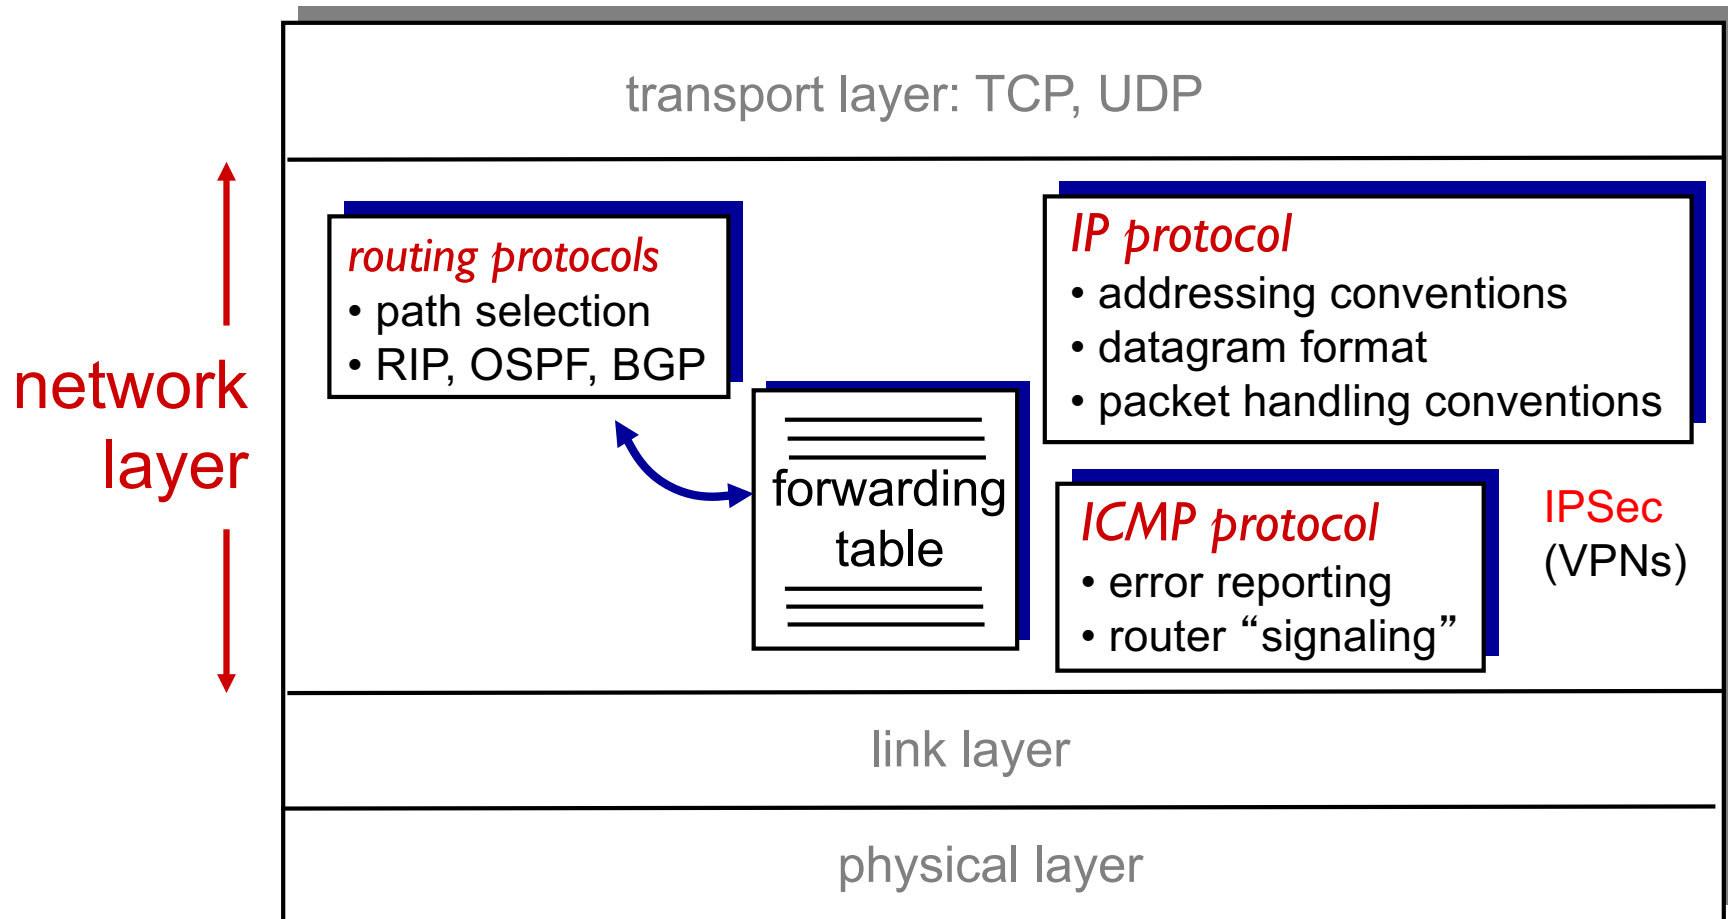 transport layer: TCP, UDP
network
layer
routing protocols
• path selection
• RIP, OSPF, BGP
forwarding
table
IP protocol
• addressing conventions
• datagram format
• packet handling conventions
ICMP protocol
• error reporting
• router “signaling”
IPSec
(VPNs)
link layer
physical layer